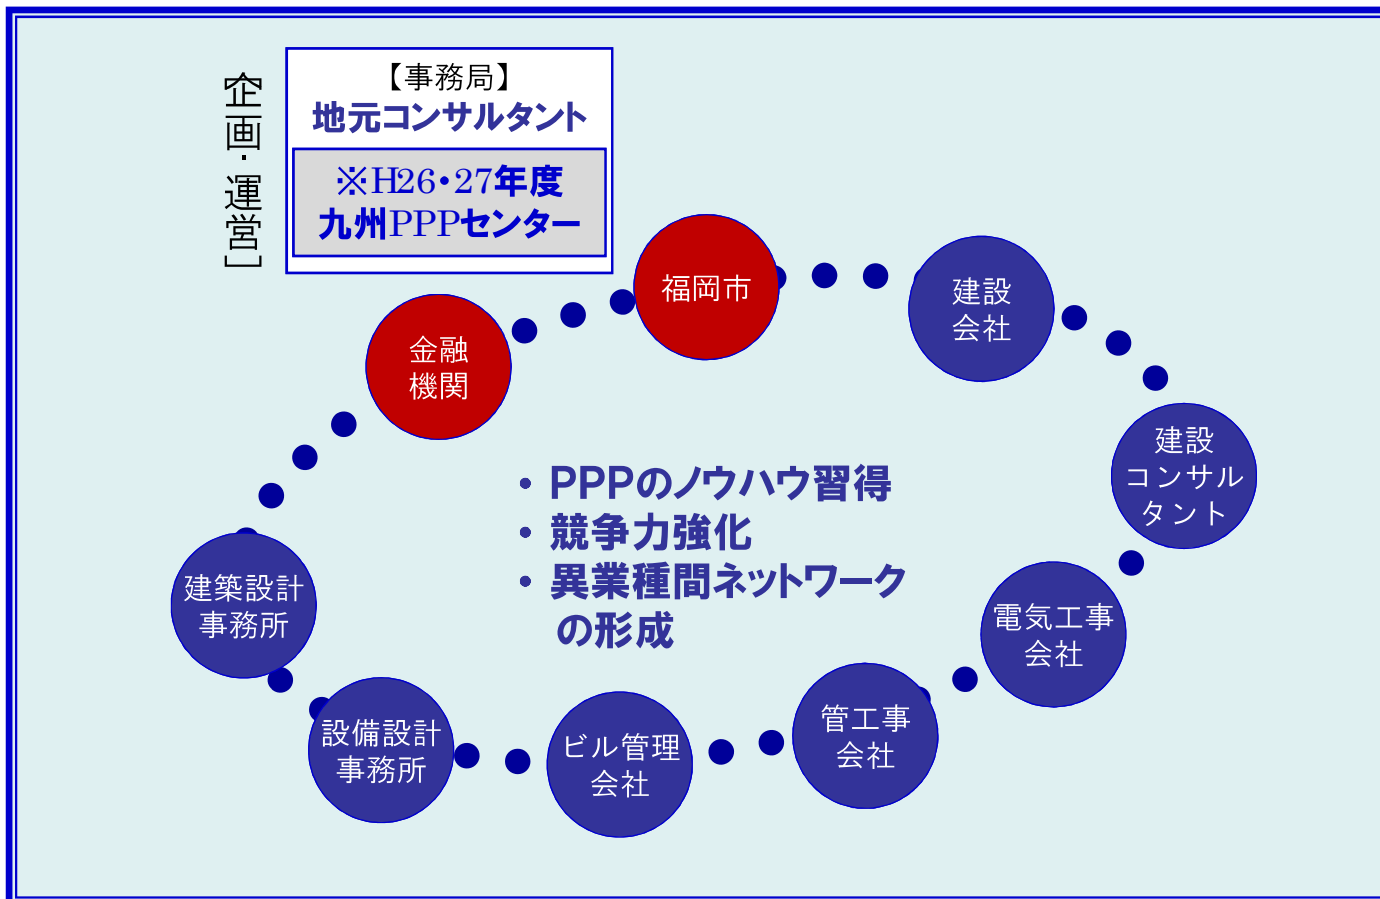 ［企画・運営］
【事務局】
地元コンサルタント
※H26・27年度
九州PPPセンター
福岡市
建設
会社
金融
機関
建設
コンサル
タント
・PPPのノウハウ習得
・競争力強化
・異業種間ネットワーク
の形成
建築設計
事務所
電気工事
会社
管工事
会社
設備設計
事務所
ビル管理
会社